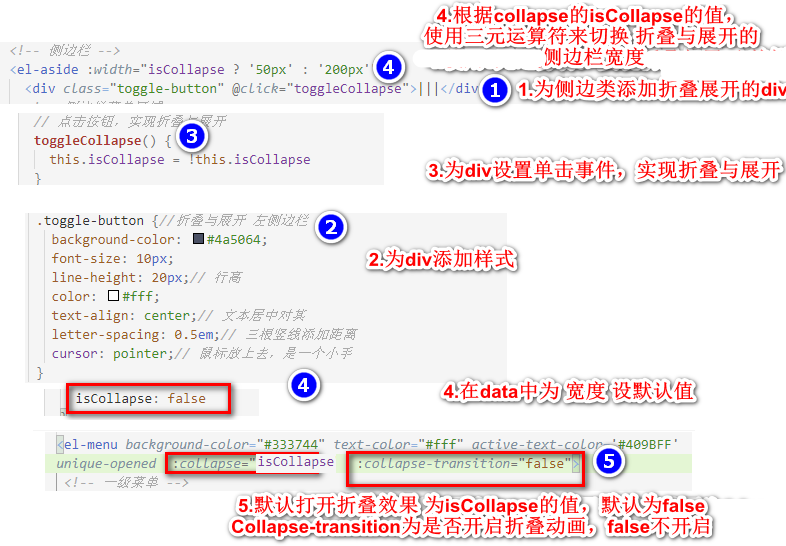 4.根据collapse的isCollapse的值，
使用三元运算符来切换 折叠与展开的
侧边栏宽度
<!-- 侧边栏 -->
<el-aside :width="isCollapse ? '50px' : '200px'
4
<div class="toggle-button" @click="toggleCollapse">|||</div
1
1.为侧边类添加折叠展开的div
// 点击按钮，实现折叠与展开
3
toggleCollapse() {
this.isCollapse = !this.isCollapse
}
3.为div设置单击事件，实现折叠与展开
.toggle-button {//折叠与展开 左侧边栏
2
background-color: #4a5064;
font-size: 10px;
2.为div添加样式
line-height: 20px;// 行高
color: #fff;
text-align: center;// 文本居中对其
letter-spacing: 0.5em;// 三根竖线添加距离
cursor: pointer;// 鼠标放上去，是一个小手
}
4
isCollapse: false
4.在data中为 宽度 设默认值
<el-menu background-color="#333744" text-color="#fff" active-text-color '#409BFF'
unique-opened :collapse="isCollapse :collapse-transition="false">
5
<!-- 一级菜单 -->
5.默认打开折叠效果 为isCollapse的值，默认为false
Collapse-transition为是否开启折叠动画，false不开启